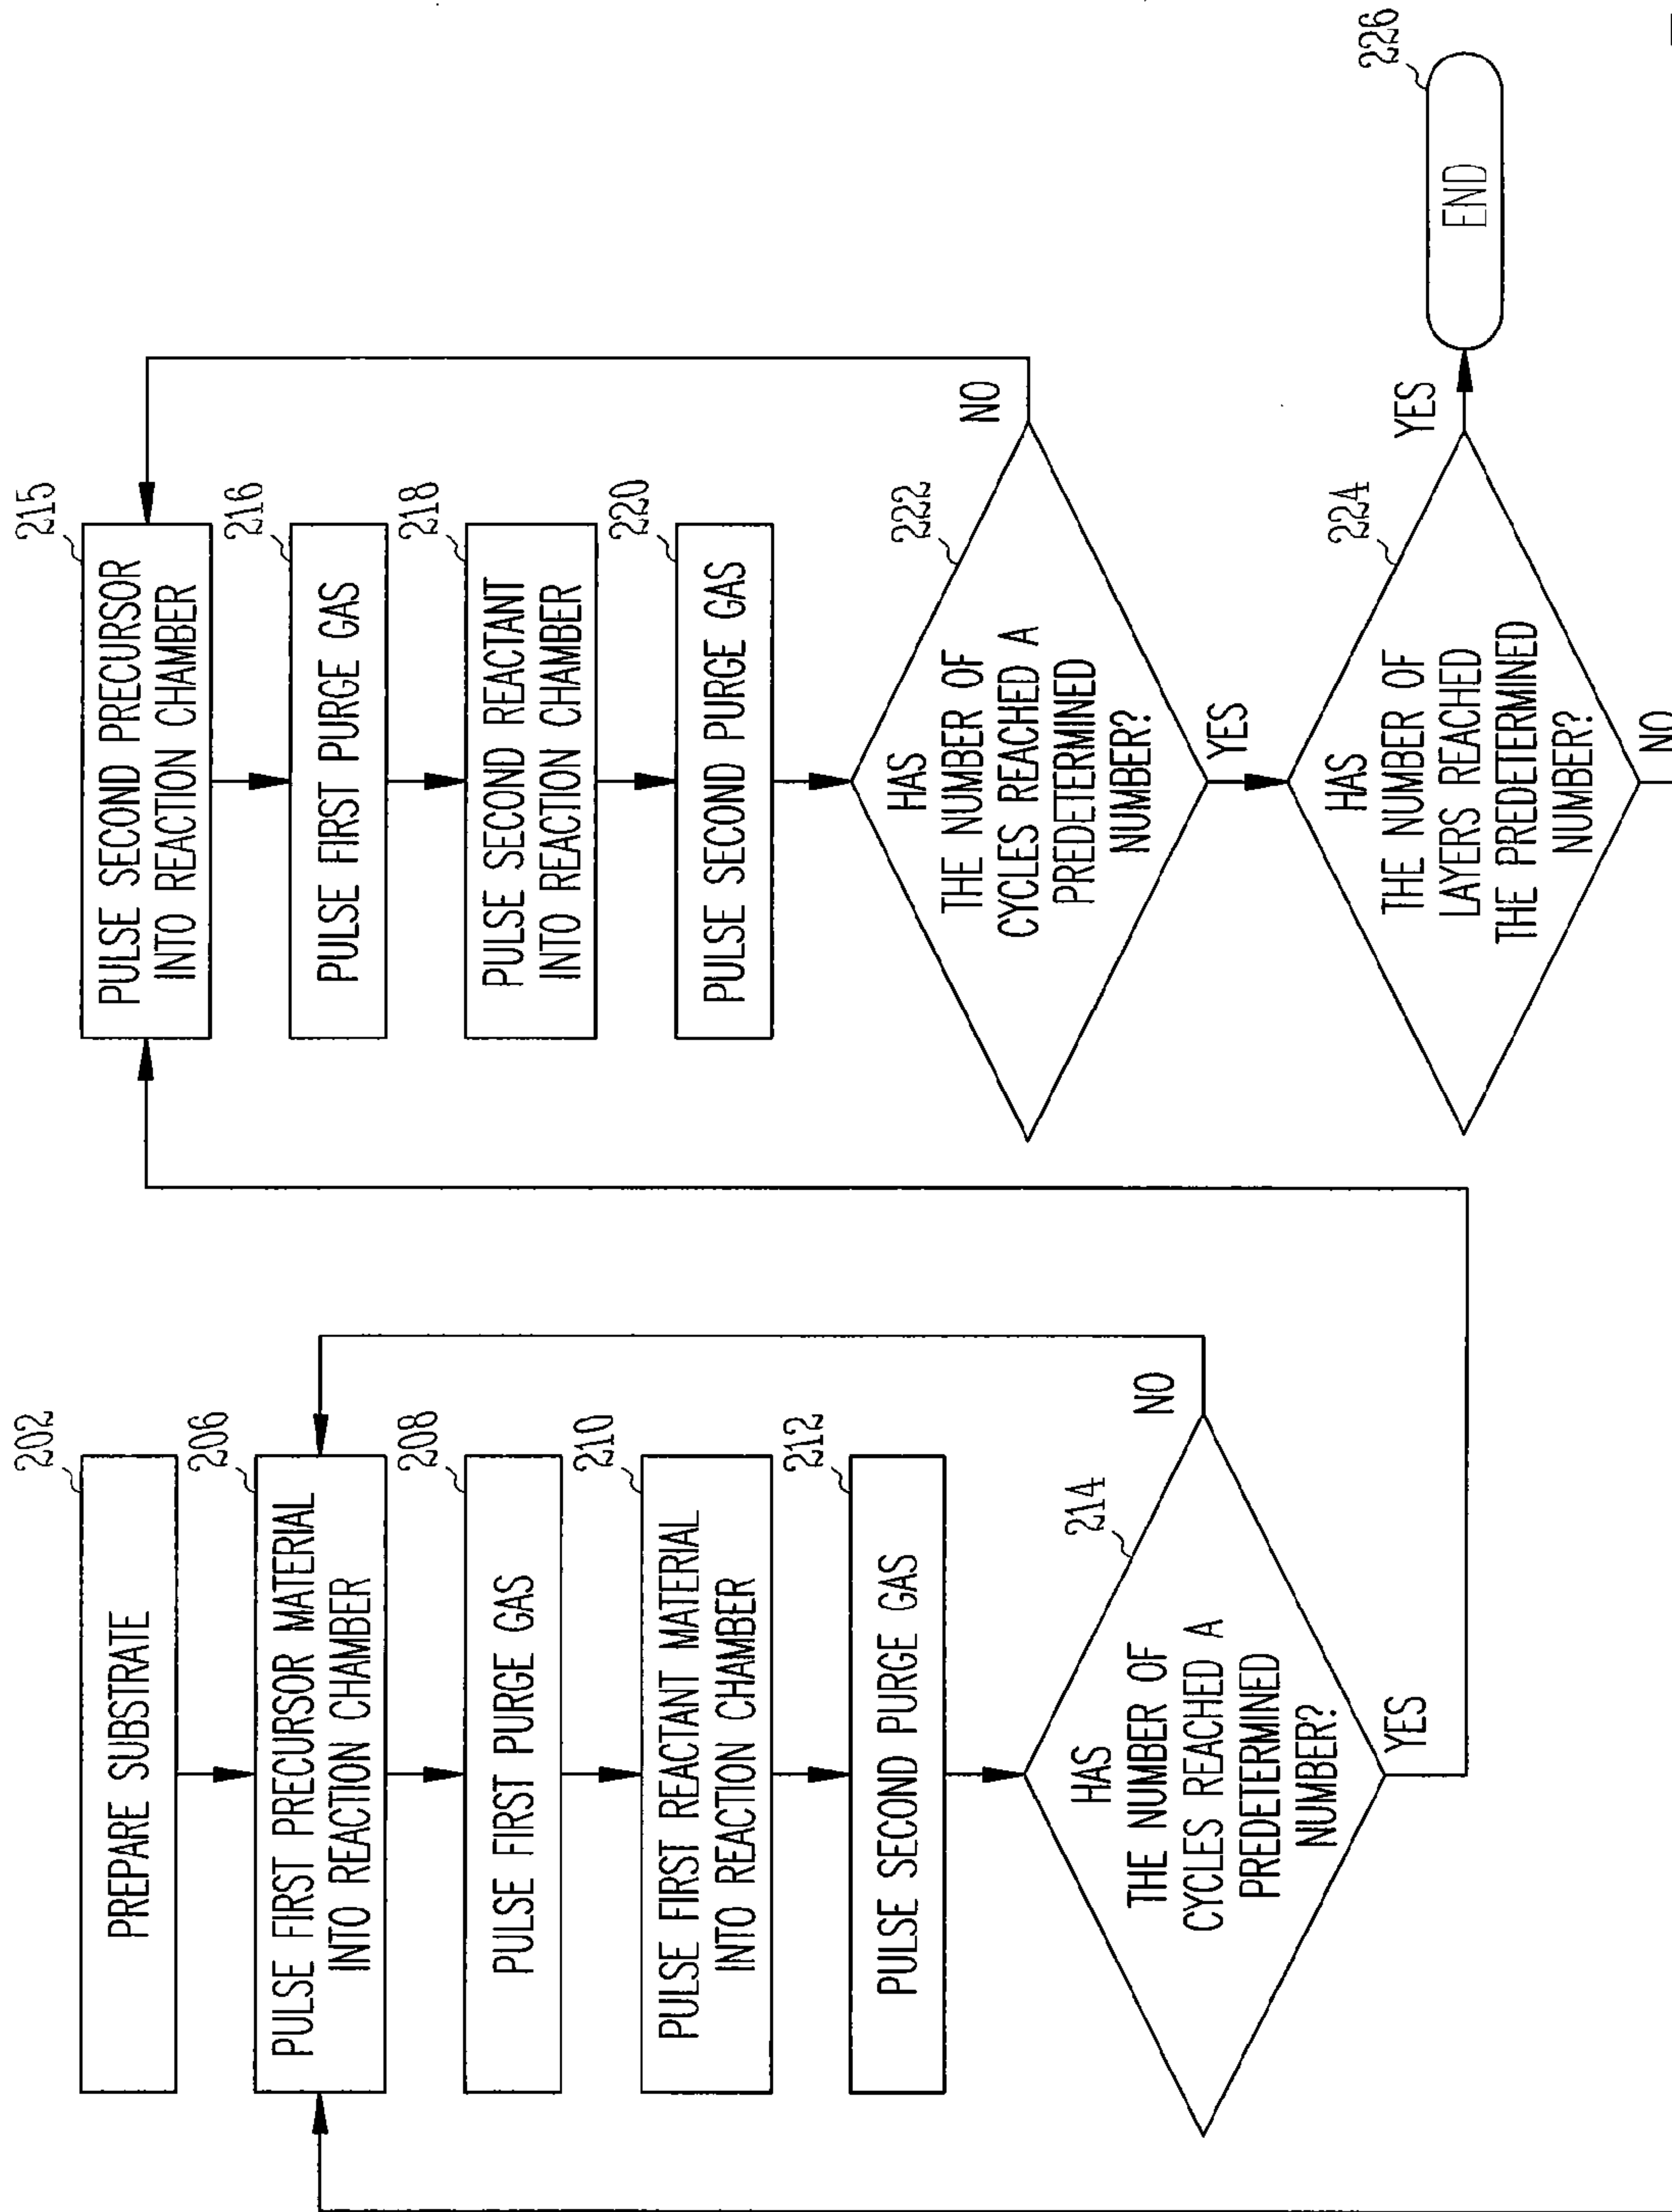 202
PREPARE SUBSTRATE
206
PULSE FIRST PRECURSOR MATERIAL
INTO REACTION CHAMBER
208
PULSE FIRST PURGE GAS
210
PULSE FIRST REACTANT MATERIAL
INTO REACTION CHAMBER
212
PULSE SECOND PURGE GAS
214
HAS
THE NUMBER OF
CYCLES REACHED A
PREDETERMINED
NUMBER?
NO
YES
215
PULSE SECOND PRECURSOR
INTO REACTION CHAMBER
216
PULSE FIRST PURGE GAS
218
PULSE SECOND REACTANT
INTO REACTION CHAMBER
220
PULSE SECOND PURGE GAS
222
HAS
THE NUMBER OF
CYCLES REACHED A
PREDETERMINED
NUMBER?
NO
YES
224
HAS
THE NUMBER OF
LAYERS REACHED
THE PREDETERMINED
NUMBER?
YES
NO
226
END